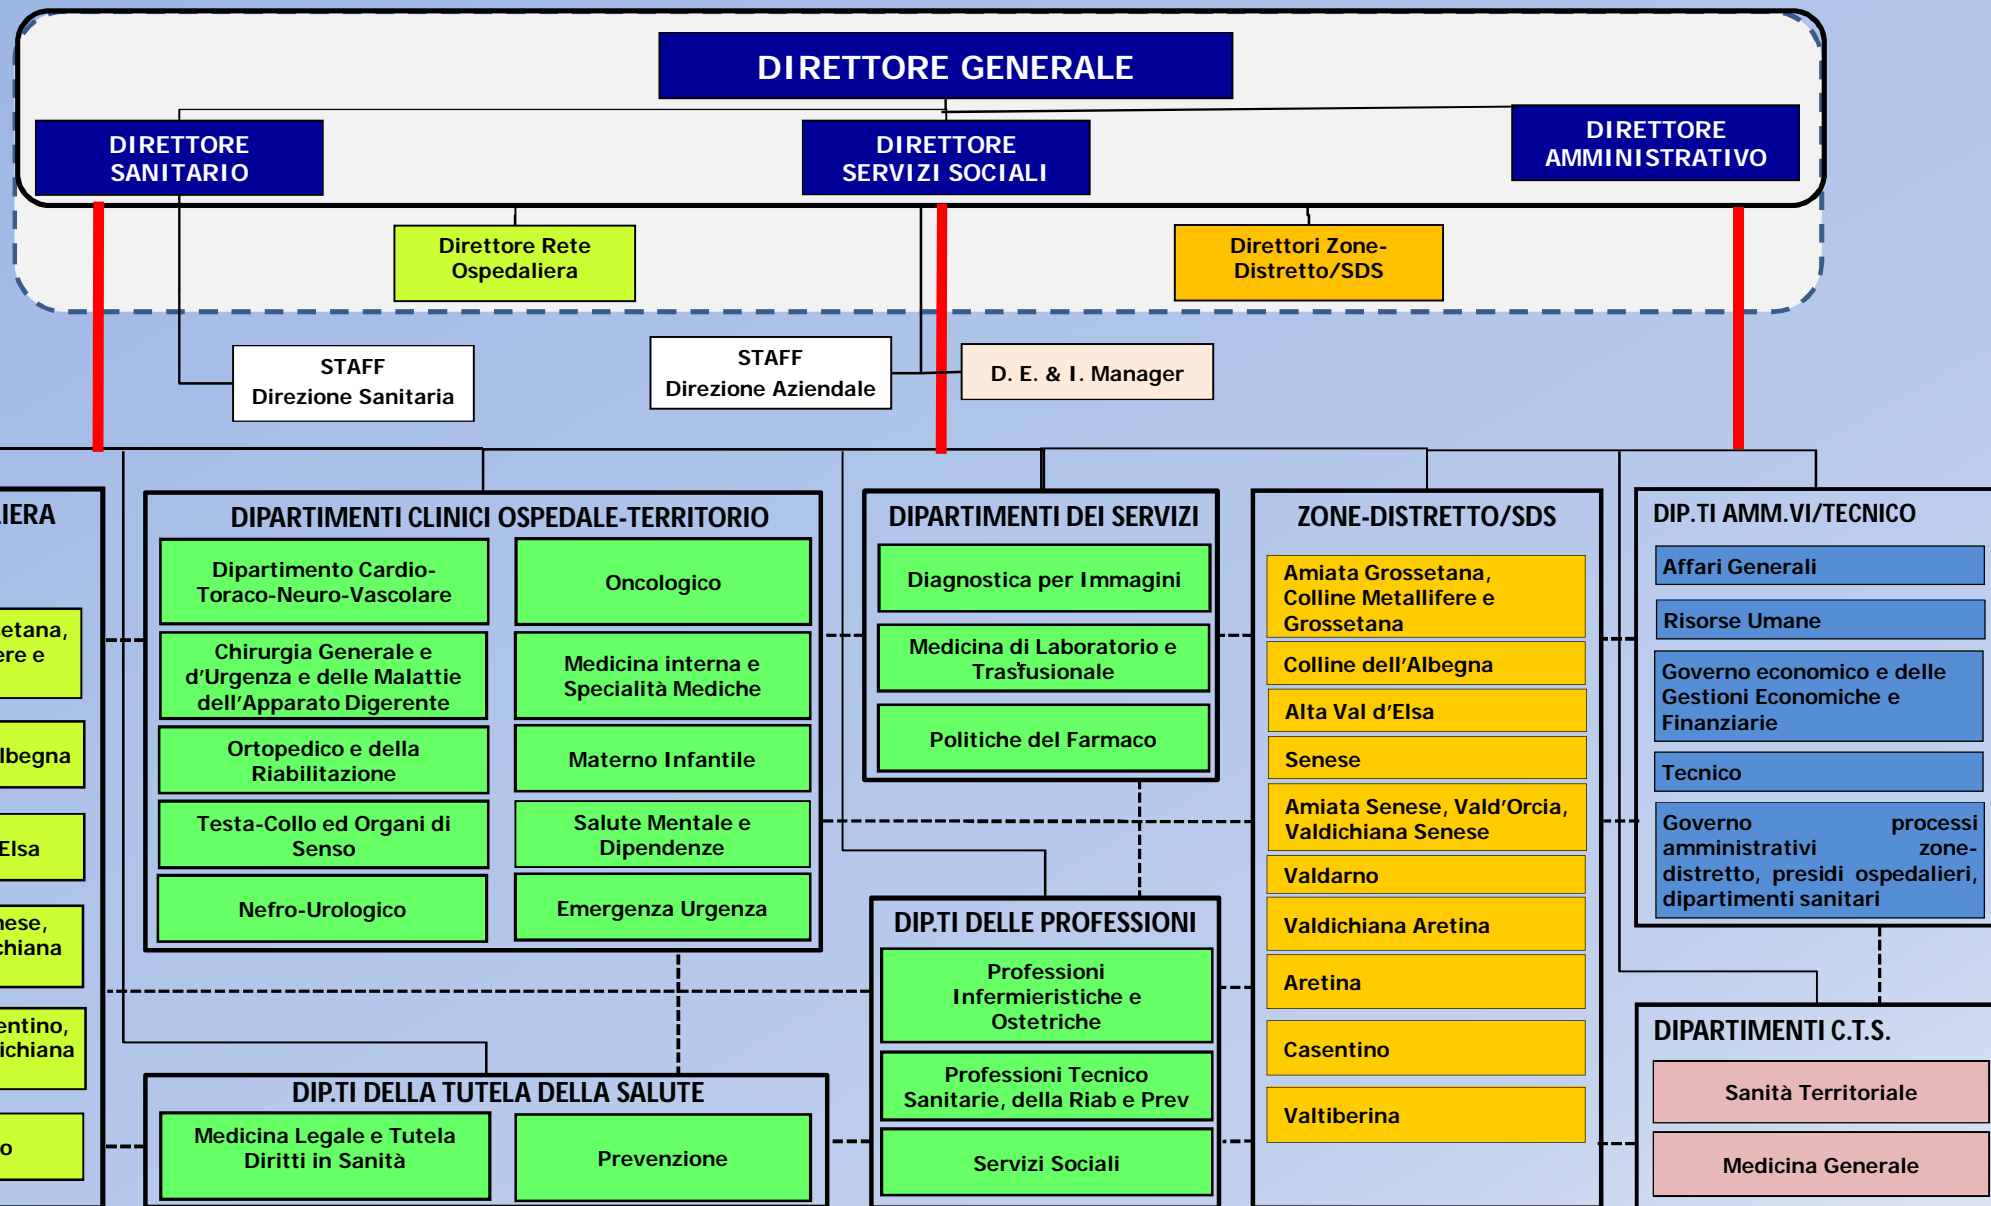 DIRETTORE GENERALE
DIRETTORE
SANITARIO
DIRETTORE
SERVIZI SOCIALI
DIRETTORE
AMMINISTRATIVO
Direttore Rete
Ospedaliera
Direttori Zone-
Distretto/SDS
STAFF
Direzione Sanitaria
STAFF
Direzione Aziendale
D. E. & I. Manager
LIERA
setana,
ere e
lbegna
Elsa
nese,
chiana
entino,
ichiana
o
DIPARTIMENTI CLINICI OSPEDALE-TERRITORIO
Dipartimento Cardio-
Toraco-Neuro-Vascolare
Chirurgia Generale e
d'Urgenza e delle Malattie
dell'Apparato Digerente
Ortopedico e della
Riabilitazione
Testa-Collo ed Organi di
Senso
Nefro-Urologico
Oncologico
Medicina interna e
Specialità Mediche
Materno Infantile
Salute Mentale e
Dipendenze
Emergenza Urgenza
DIP.TI DELLA TUTELA DELLA SALUTE
Medicina Legale e Tutela
Diritti in Sanità
Prevenzione
DIPARTIMENTI DEI SERVIZI
Diagnostica per Immagini
Medicina di Laboratorio e
Trasfusionale
Politiche del Farmaco
DIP.TI DELLE PROFESSIONI
Professioni
Infermieristiche e
Ostetriche
Professioni Tecnico
Sanitarie, della Riab e Prev
Servizi Sociali
ZONE-DISTRETTO/SDS
Amiata Grossetana,
Colline Metallifere e
Grossetana
Colline dell'Albegna
Alta Val d'Elsa
Senese
Amiata Senese, Vald'Orcia,
Valdichiana Senese
Valdarno
Valdichiana Aretina
Aretina
Casentino
Valtiberina
DIP.TI AMM.VI/TECNICO
Affari Generali
Risorse Umane
Governo economico e delle
Gestioni Economiche e
Finanziarie
Tecnico
Governo processi
amministrativi zone-
distretto, presidi ospedalieri,
dipartimenti sanitari
DIPARTIMENTI C.T.S.
Sanità Territoriale
Medicina Generale